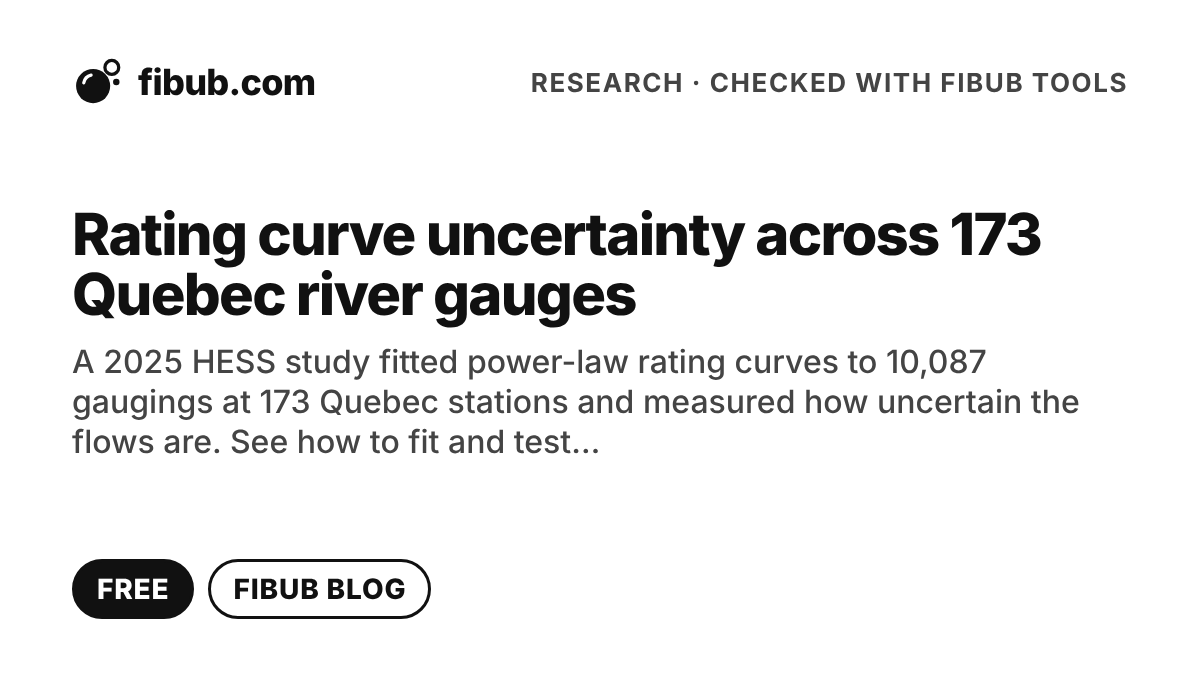 fibub.com
RESEARCH · CHECKED WITH FIBUB TOOLS
Rating curve uncertainty across 173
Quebec river gauges
A 2025 HESS study fitted power-law rating curves to 10,087
gaugings at 173 Quebec stations and measured how uncertain the
flows are. See how to fit and test...
FREE
FIBUB BLOG